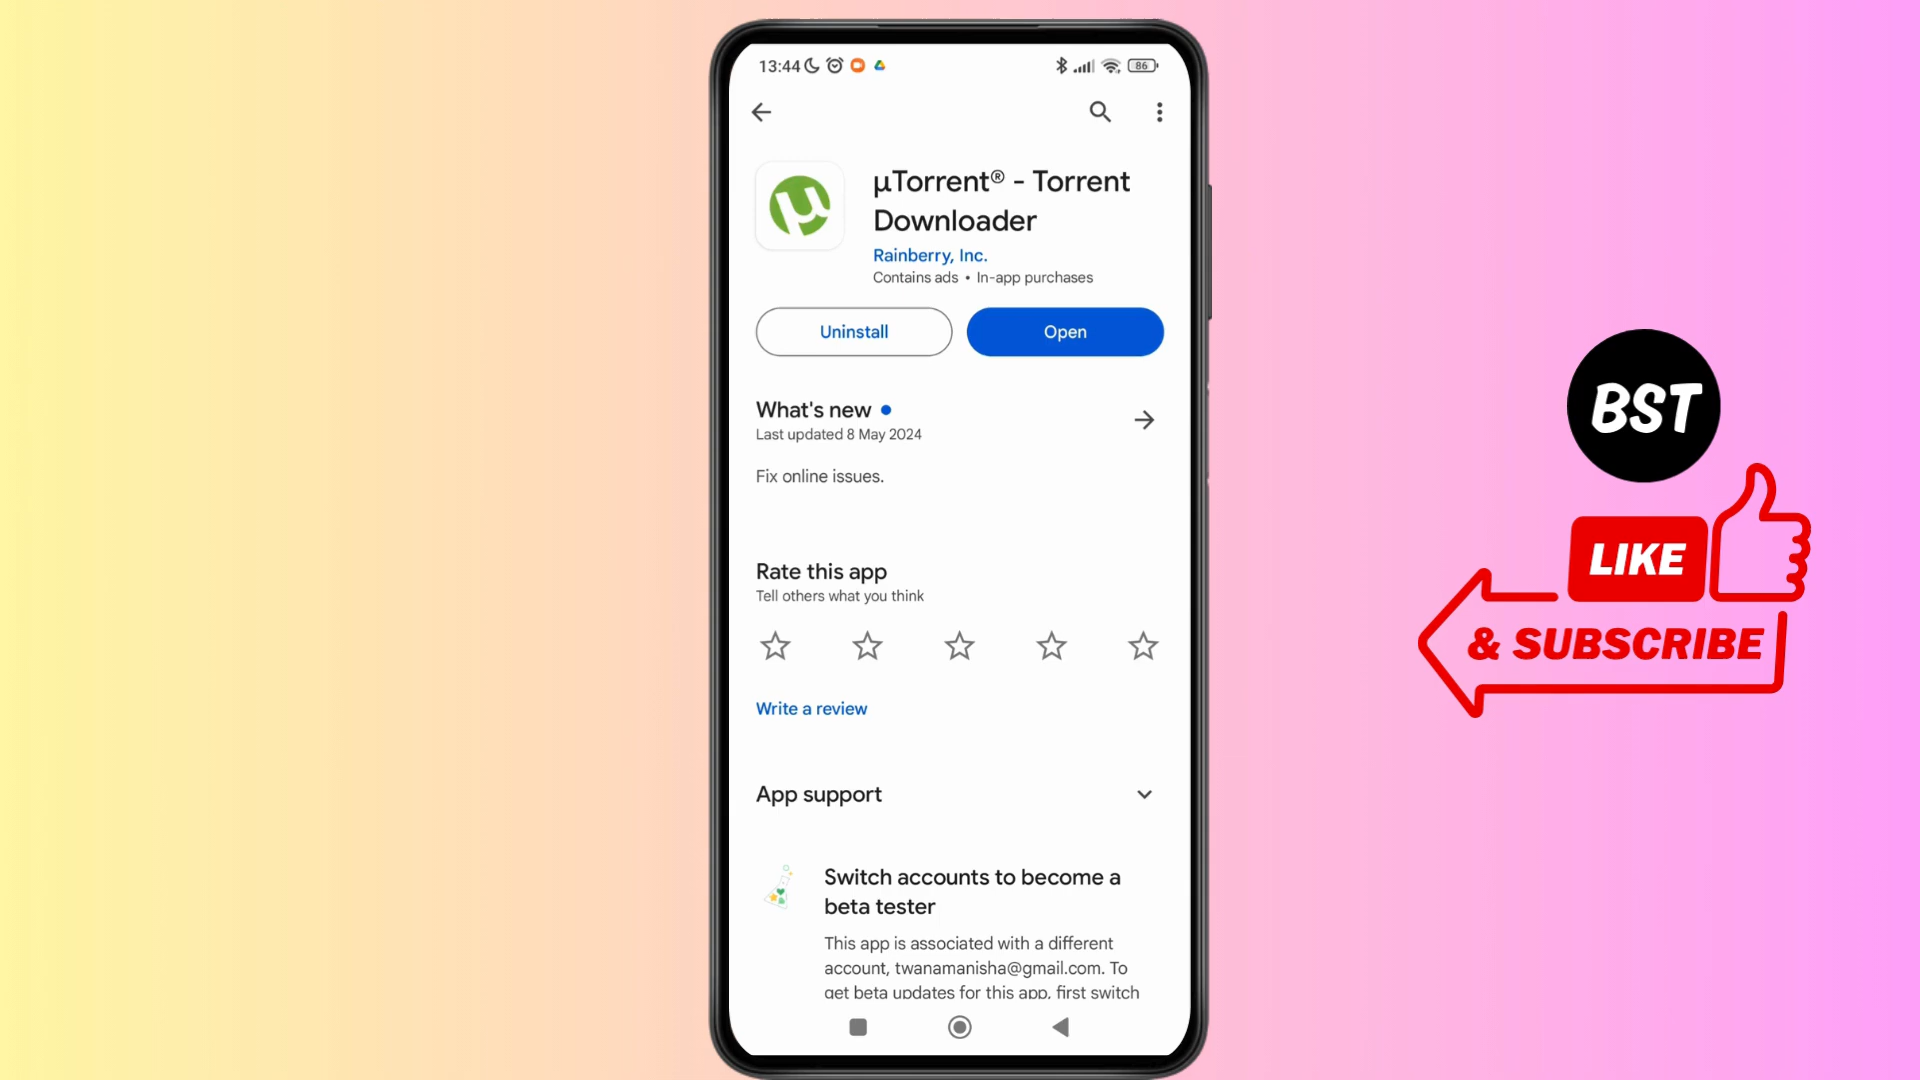 13:44
86
µTorrent® - Torrent
Downloader
Rainberry, Inc.
Contains ads • In-app purchases
Uninstall
Open
What's new
Last updated 8 May 2024
Fix online issues.
Rate this app
Tell others what you think
Write a review
App support
Switch accounts to become a
beta tester
This app is associated with a different
account, twanamanisha@gmail.com. To
get beta updates for this app, first switch
BST
LIKE
& SUBSCRIBE